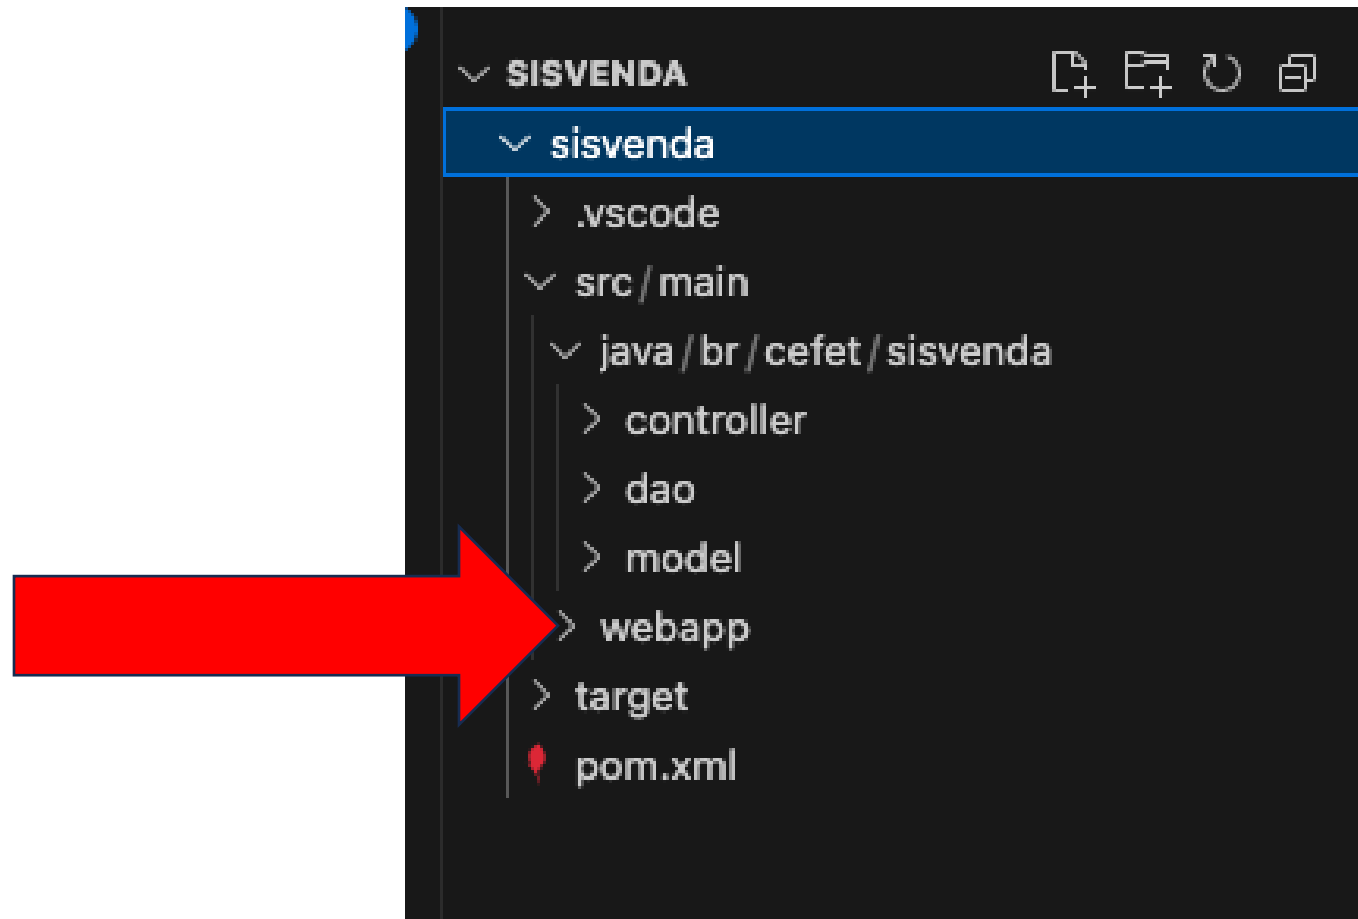 SISVENDA
sisvenda
.vscode
src/main
java/br/cefet/sisvenda
controller
dao
model
webapp
target
pom.xml